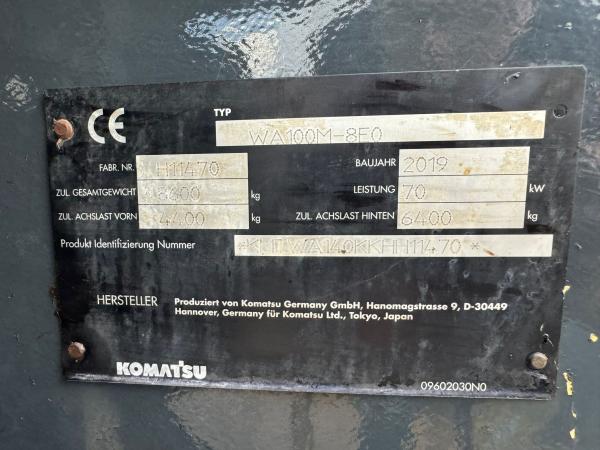 CE
TYP
WA100M-8E0
FABR. NR. H11470
BAUJAHR 2019
ZUL. GESAMTGEWICHT 8600 kg
LEISTUNG 70 kW
ZUL. ACHSLAST VORN 4400 kg
ZUL. ACHSLAST HINTEN 6400 kg
Produkt Identifizierung Nummer
HERSTELLER
Produziert von Komatsu Germany GmbH, Hanomagstrasse 9, D-30449
Hannover, Germany für Komatsu Ltd., Tokyo, Japan
KOMATSU
09602030N0